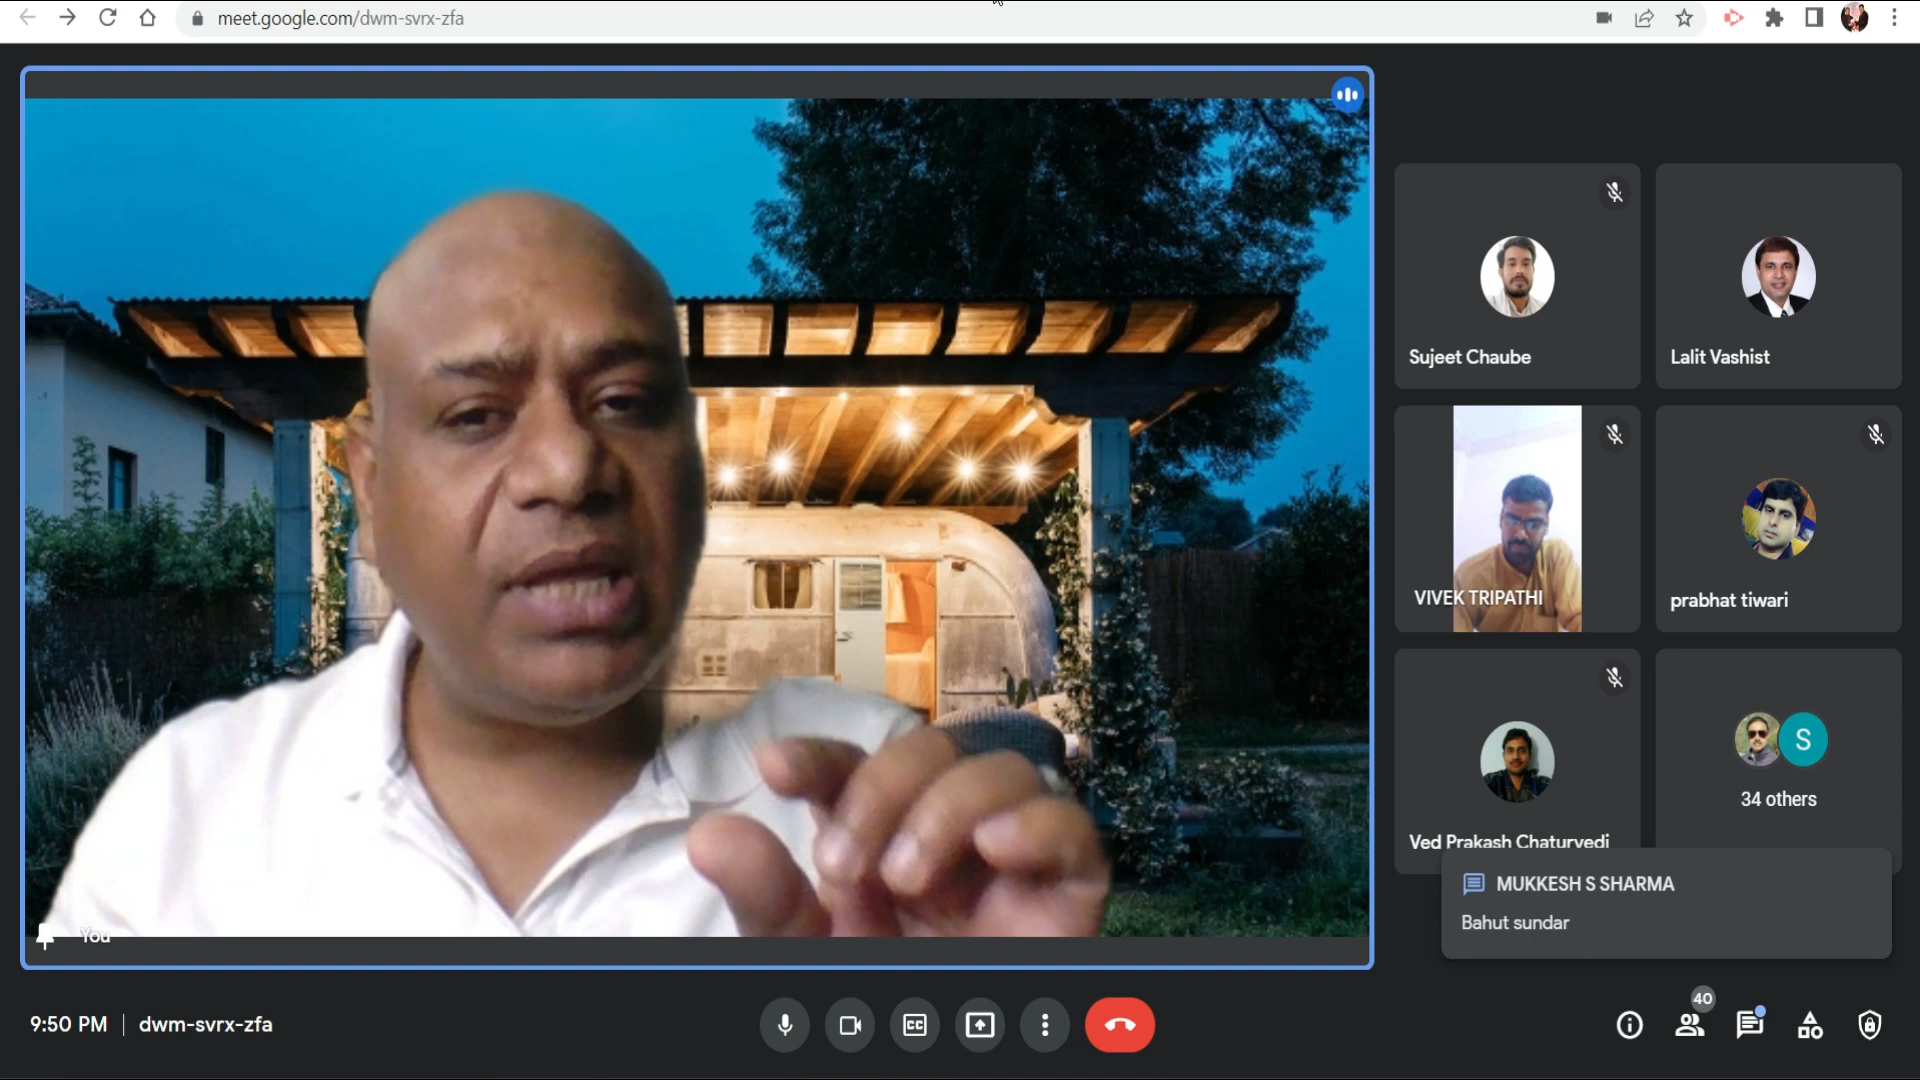 meet.google.com/dwm-svrx-zfa
Sujeet Chaube
Lalit Vashist
VIVEK TRIPATHI
prabhat tiwari
Ved Prakash Chaturvedi
S
34 others
MUKKESH S SHARMA
Bahut sundar
You
9:50 PM
dwm-svrx-zfa
CC
40